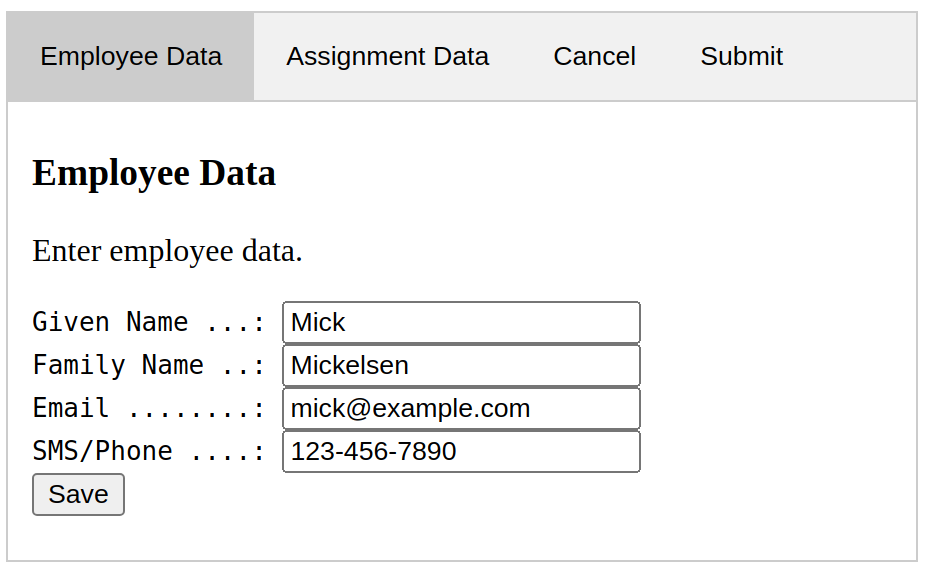 Employee Data Assignment Data Cancel Submit
Employee Data
Enter employee data.
Given Name ...: Mick
Family Name ..: Mickelsen
Email ........: mick@example.com
SMS/Phone ....: 123-456-7890
Save